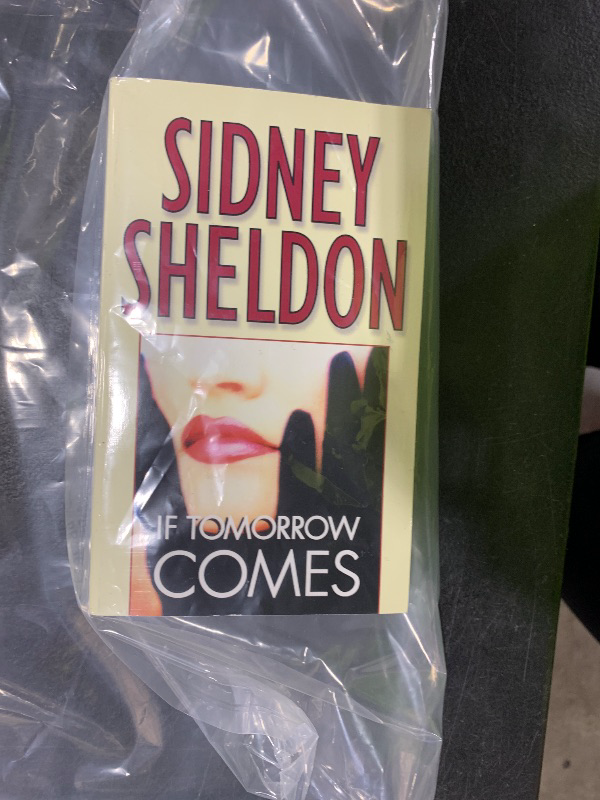 SIDNEY
SHELDON
IF TOMORROW
COMES